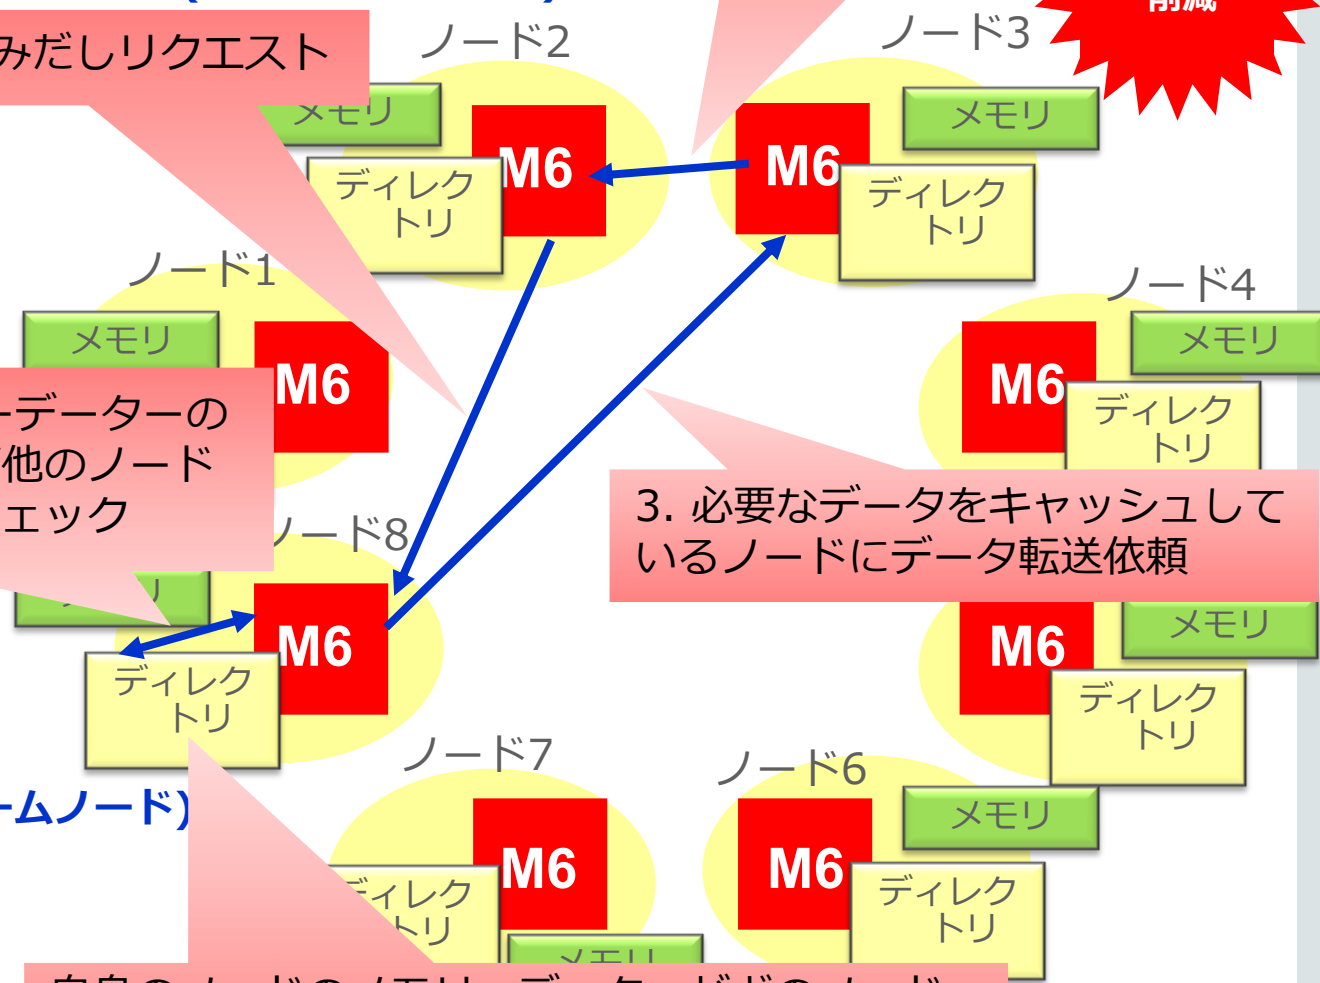 削減
ノード2
ノード3
みだしリクエスト
メモリ
メモリ
M6
M6
ディレク
トリ
ディレク
トリ
ノード1
ノード4
メモリ
メモリ
M6
M6
ディレク
トリ
ーデーターの
他のノード
ェック
3. 必要なデータをキャッシュして
いるノードにデータ転送依頼
ノード8
メモリ
M6
M6
ディレク
トリ
ディレク
トリ
ノード7
ノード6
ームノード)
メモリ
M6
M6
ディレク
トリ
ディレク
トリ
メモリ